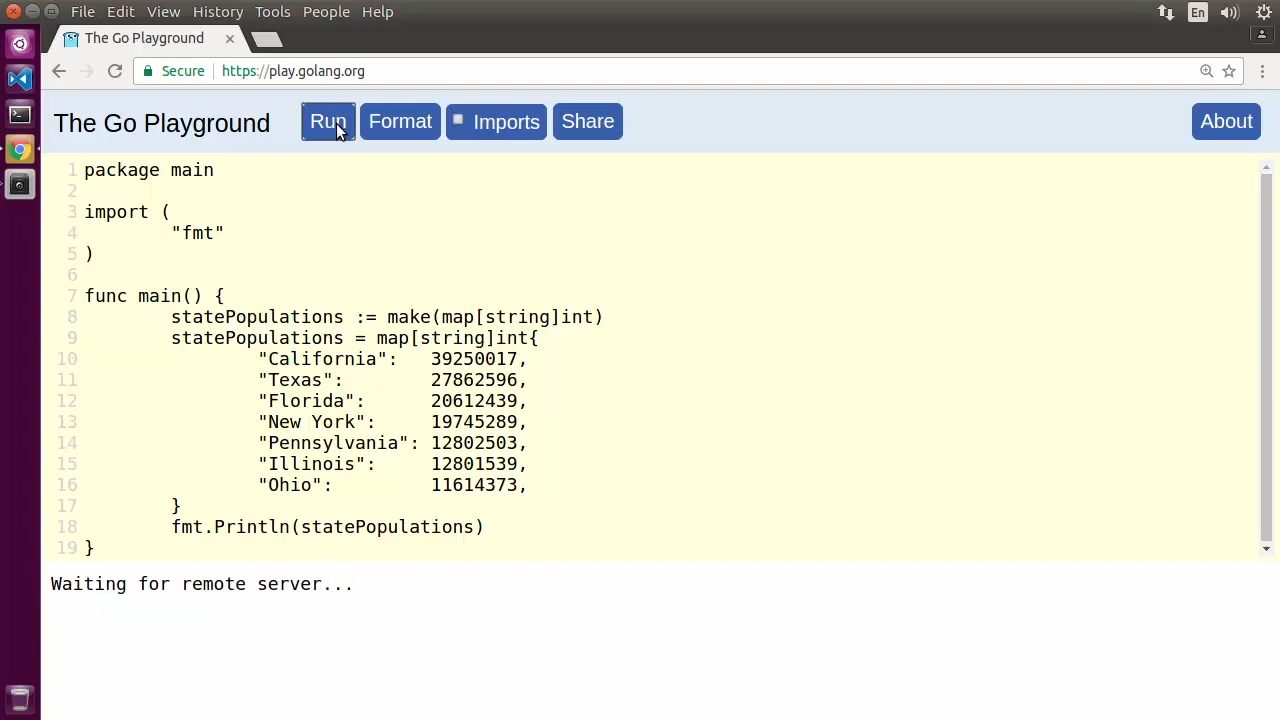 File Edit View History Tools People Help
En
The Go Playground
Secure https://play.golang.org
The Go Playground Run Format Imports Share About
1 package main
2
3 import (
4 "fmt"
5 )
6
7 func main() {
8 statePopulations := make(map[string]int)
9 statePopulations = map[string]int{
10 "California": 39250017,
11 "Texas": 27862596,
12 "Florida": 20612439,
13 "New York": 19745289,
14 "Pennsylvania": 12802503,
15 "Illinois": 12801539,
16 "Ohio": 11614373,
17 }
18 fmt.Println(statePopulations)
19 }
Waiting for remote server...